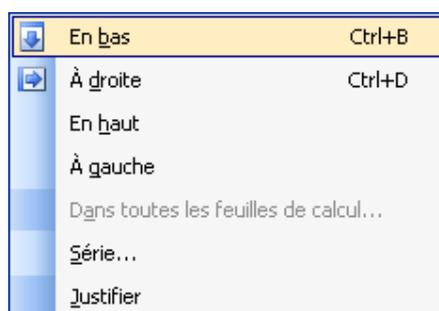 En bas Ctrl+B
À droite Ctrl+D
En haut
À gauche
Dans toutes les feuilles de calcul...
Série...
Justifier